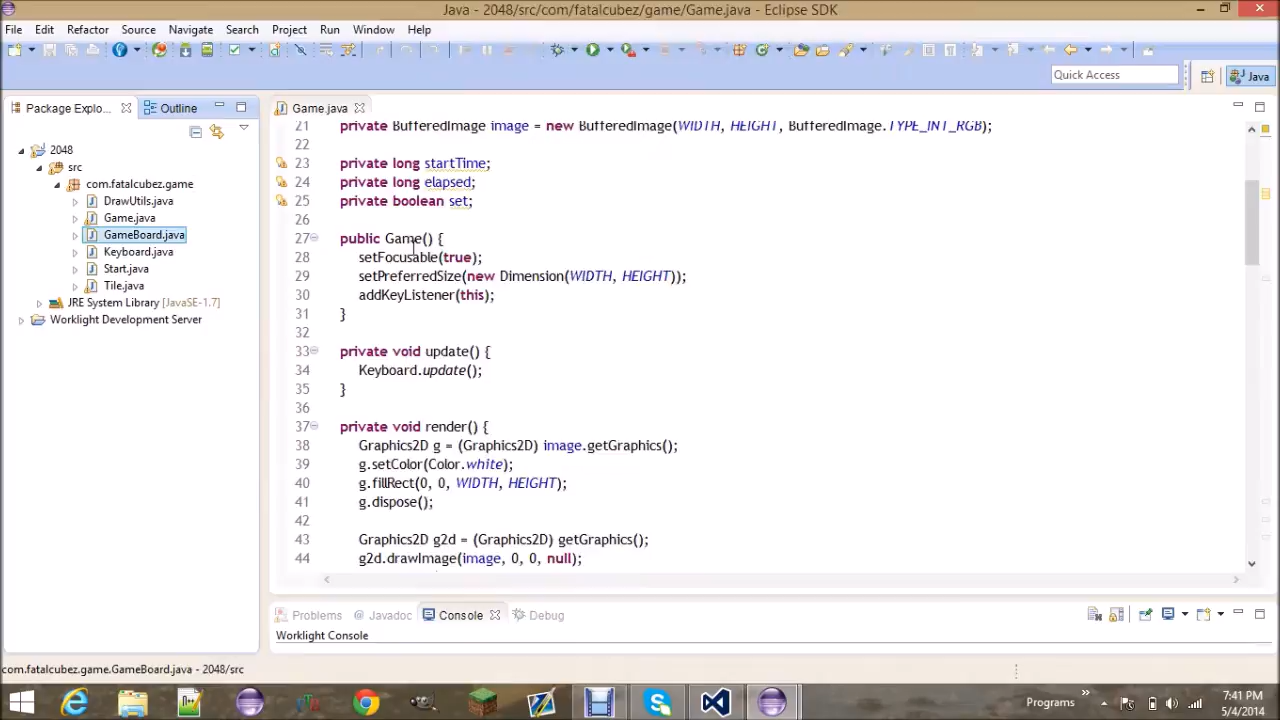 Java - 2048/src/com/fatalcubez/game/Game.java - Eclipse SDK
File Edit Refactor Source Navigate Search Project Run Window Help
Quick Access
Java
Package Explo... Outline
Game.java
2048
src
com.fatalcubez.game
DrawUtils.java
Game.java
GameBoard.java
Keyboard.java
Start.java
Tile.java
JRE System Library [JavaSE-1.7]
Worklight Development Server
21 private BufferedImage image = new BufferedImage(WIDTH, HEIGHT, BufferedImage.TYPE_INT_RGB);
22
23 private long startTime;
24 private long elapsed;
25 private boolean set;
26
27 public Game() {
28 setFocusable(true);
29 setPreferredSize(new Dimension(WIDTH, HEIGHT));
30 addKeyListener(this);
31 }
32
33 private void update() {
34 Keyboard.update();
35 }
36
37 private void render() {
38 Graphics2D g = (Graphics2D) image.getGraphics();
39 g.setColor(Color.white);
40 g.fillRect(0, 0, WIDTH, HEIGHT);
41 g.dispose();
42
43 Graphics2D g2d = (Graphics2D) getGraphics();
44 g2d.drawImage(image, 0, 0, null);
Problems Javadoc Console Debug
Worklight Console
com.fatalcubez.game.GameBoard.java - 2048/src
Programs
7:41 PM
5/4/2014